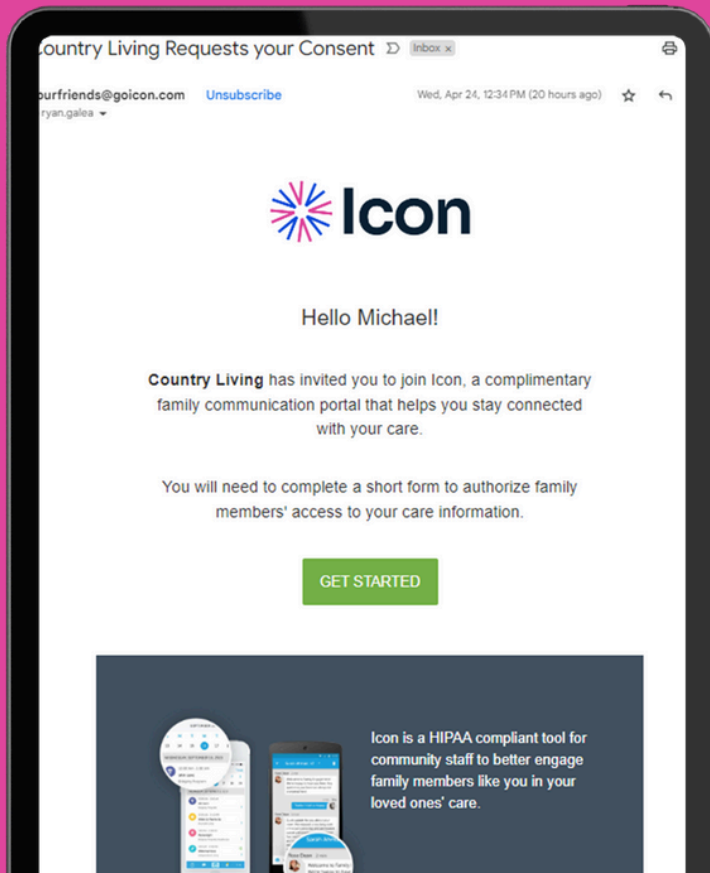 Country Living Requests your Consent Inbox x
ourfriends@goicon.com Unsubscribe Wed, Apr 24, 12:34 PM (20 hours ago)
ryan.galea
Icon
Hello Michael!
Country Living has invited you to join Icon, a complimentary
family communication portal that helps you stay connected
with your care.
You will need to complete a short form to authorize family
members' access to your care information.
GET STARTED
Icon is a HIPAA compliant tool for
community staff to better engage
family members like you in your
loved ones' care.